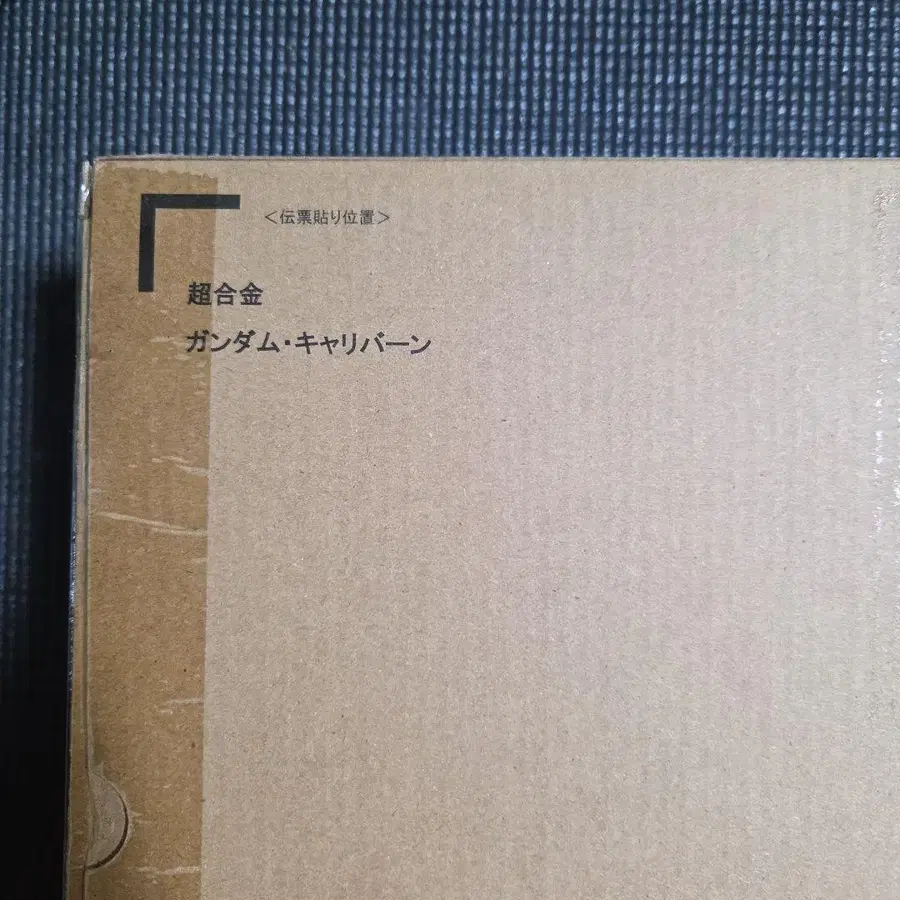 ＜伝票貼り位置＞
超合金
ガンダム・キャリバーン